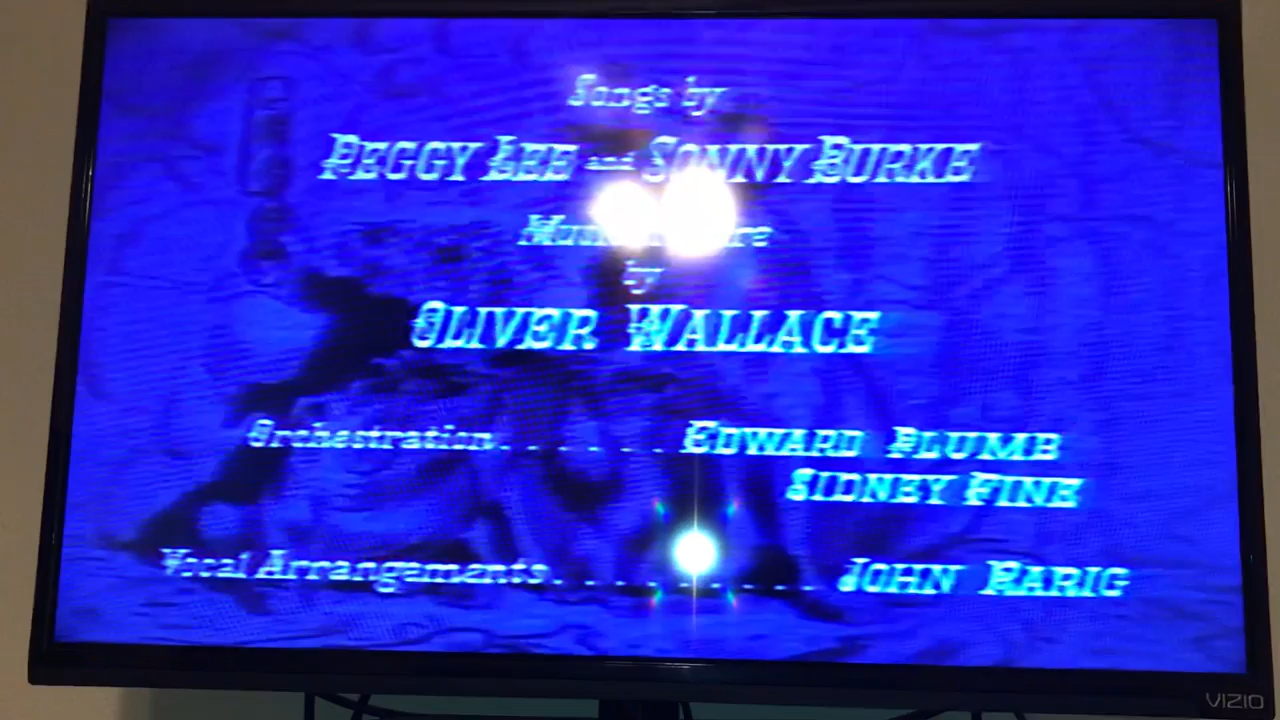 Songs by
PEGGY LEE and SONNY BURKE
by
OLIVER WALLACE
Orchestration. . . . . . . EDWARD PLUMB
SIDNEY FINE
Vocal Arrangements. . . . . . . . . JOHN RARIG
VIZIO